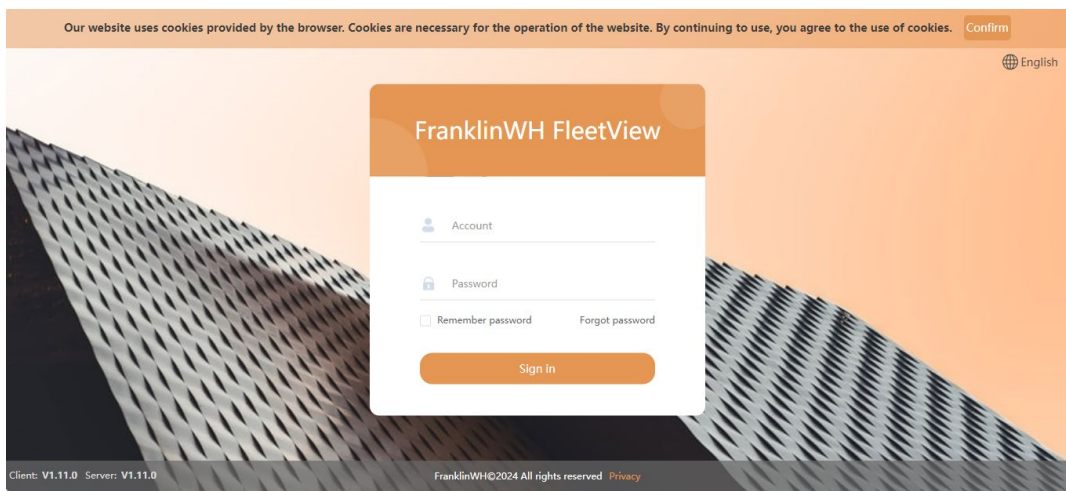 Our website uses cookies provided by the browser. Cookies are necessary for the operation of the website. By continuing to use, you agree to the use of cookies. Confirm
English
FranklinWH FleetView
Account
Password
Remember password Forgot password
Sign in
Client: V1.11.0 Server: V1.11.0 FranklinWH©2024 All rights reserved Privacy